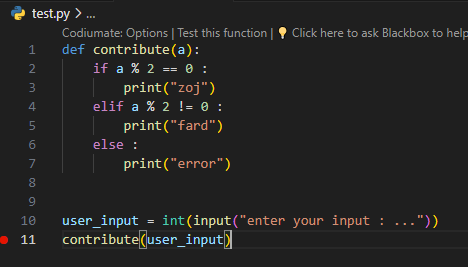 test.py > ...
Codiumate: Options | Test this function | 💡 Click here to ask Blackbox to help
1 def contribute(a):
2     if a % 2 == 0 :
3         print("zoj")
4     elif a % 2 != 0 :
5         print("fard")
6     else :
7         print("error")
8
9
10 user_input = int(input("enter your input : ..."))
11 contribute(user_input)